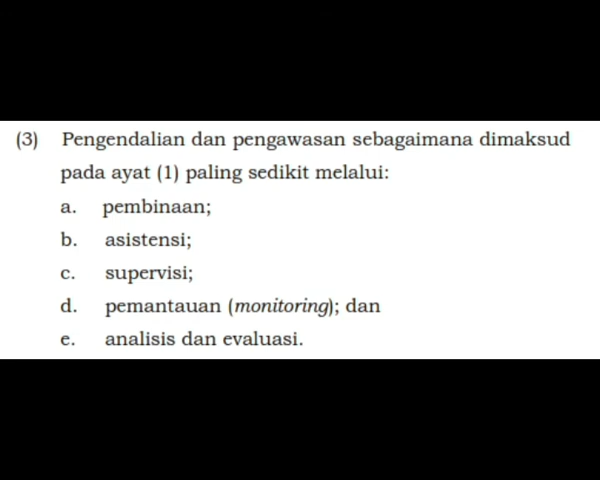 (3) Pengendalian dan pengawasan sebagaimana dimaksud
pada ayat (1) paling sedikit melalui:
a. pembinaan;
b. asistensi;
c. supervisi;
d. pemantauan (monitoring); dan
e. analisis dan evaluasi.